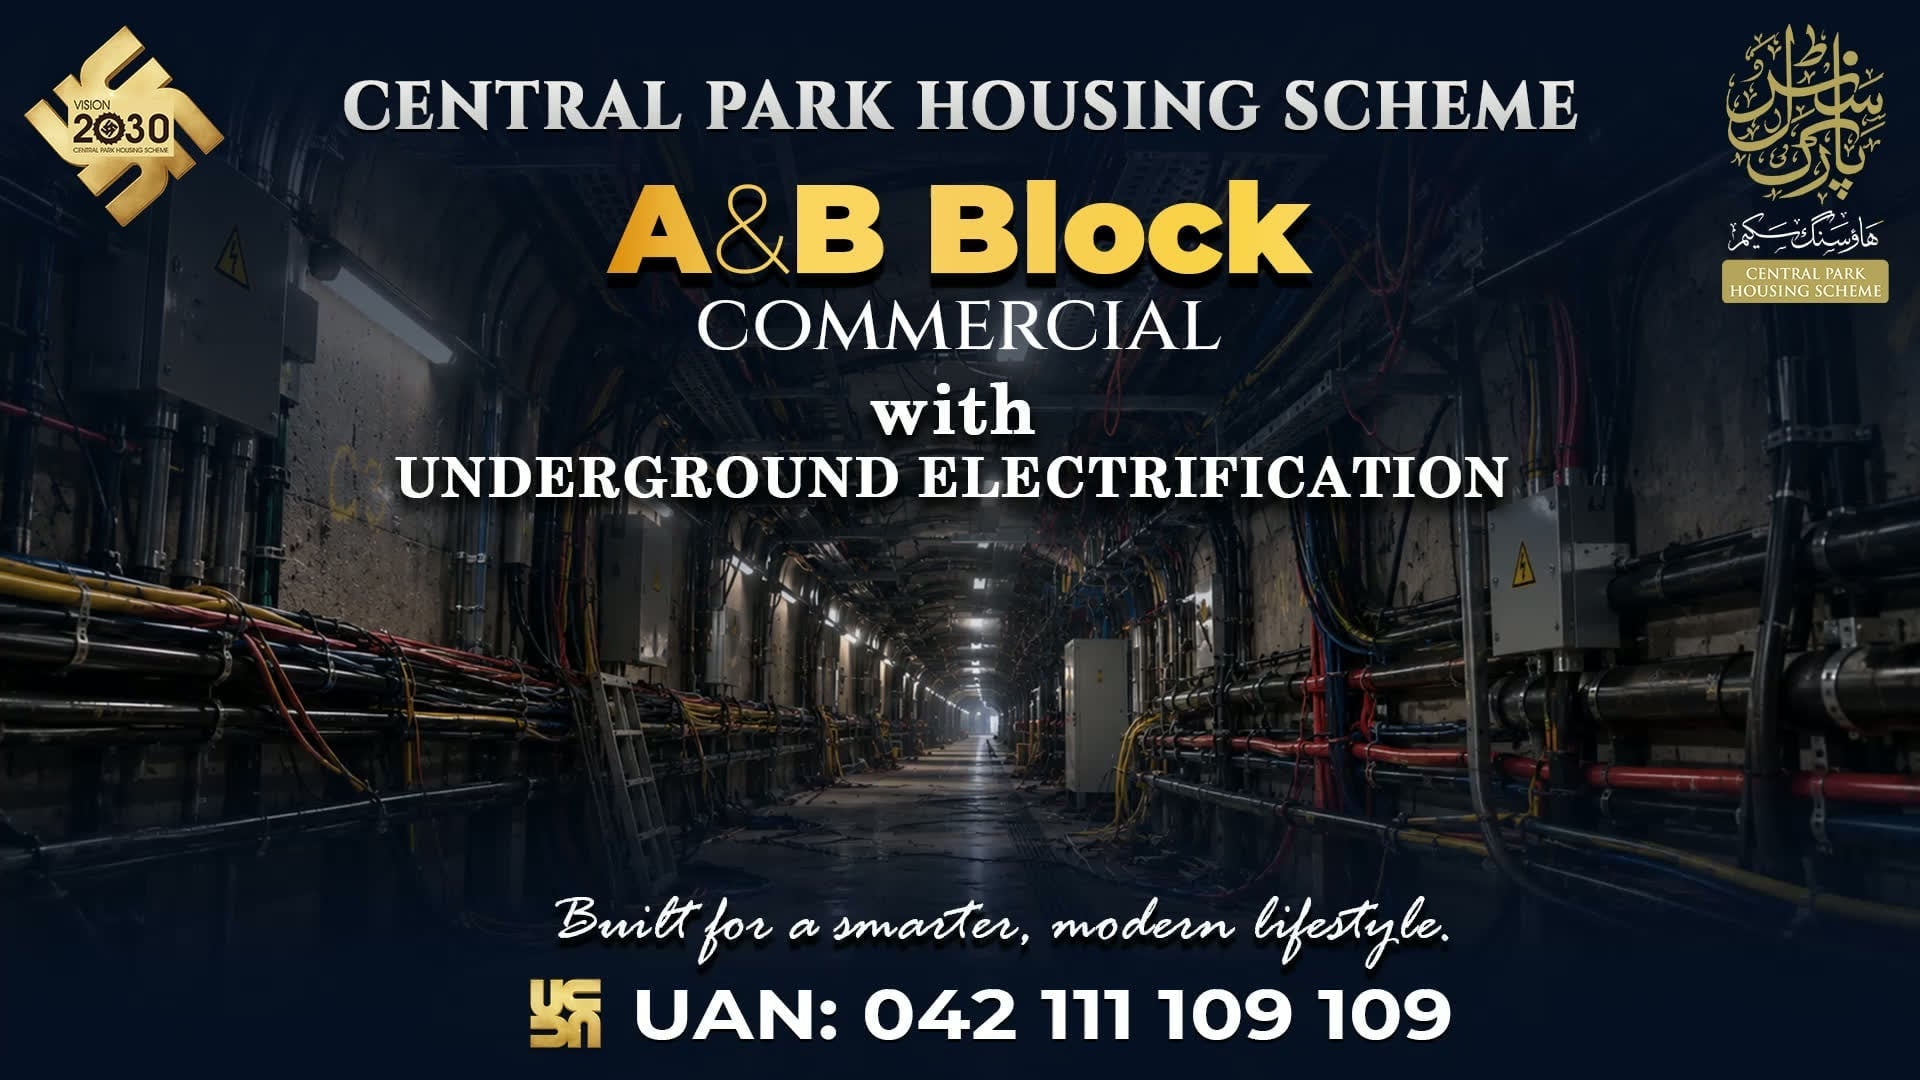 VISION
2030
CENTRAL PARK HOUSING SCHEME
CENTRAL PARK HOUSING SCHEME
سنٹرل
پارک
ہاؤسنگ سکیم
CENTRAL PARK
HOUSING SCHEME
A&B Block
COMMERCIAL
with
UNDERGROUND ELECTRIFICATION
Built for a smarter, modern lifestyle.
UAN: 042 111 109 109